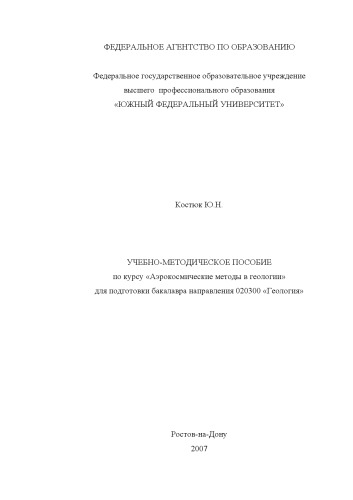 ФЕДЕРАЛЬНОЕ АГЕНТСТВО ПО ОБРАЗОВАНИЮ
Федеральное государственное образовательное учреждение
высшего профессионального образования
«ЮЖНЫЙ ФЕДЕРАЛЬНЫЙ УНИВЕРСИТЕТ»
Костюк Ю.Н.
УЧЕБНО-МЕТОДИЧЕСКОЕ ПОСОБИЕ
по курсу «Аэрокосмические методы в геологии»
для подготовки бакалавра направления 020300 «Геология»
Ростов-на-Дону
2007